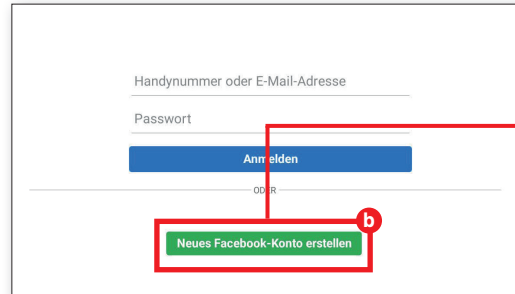 Handynummer oder E-Mail-Adresse
Passwort
Anmelden
ODER
b
Neues Facebook-Konto erstellen